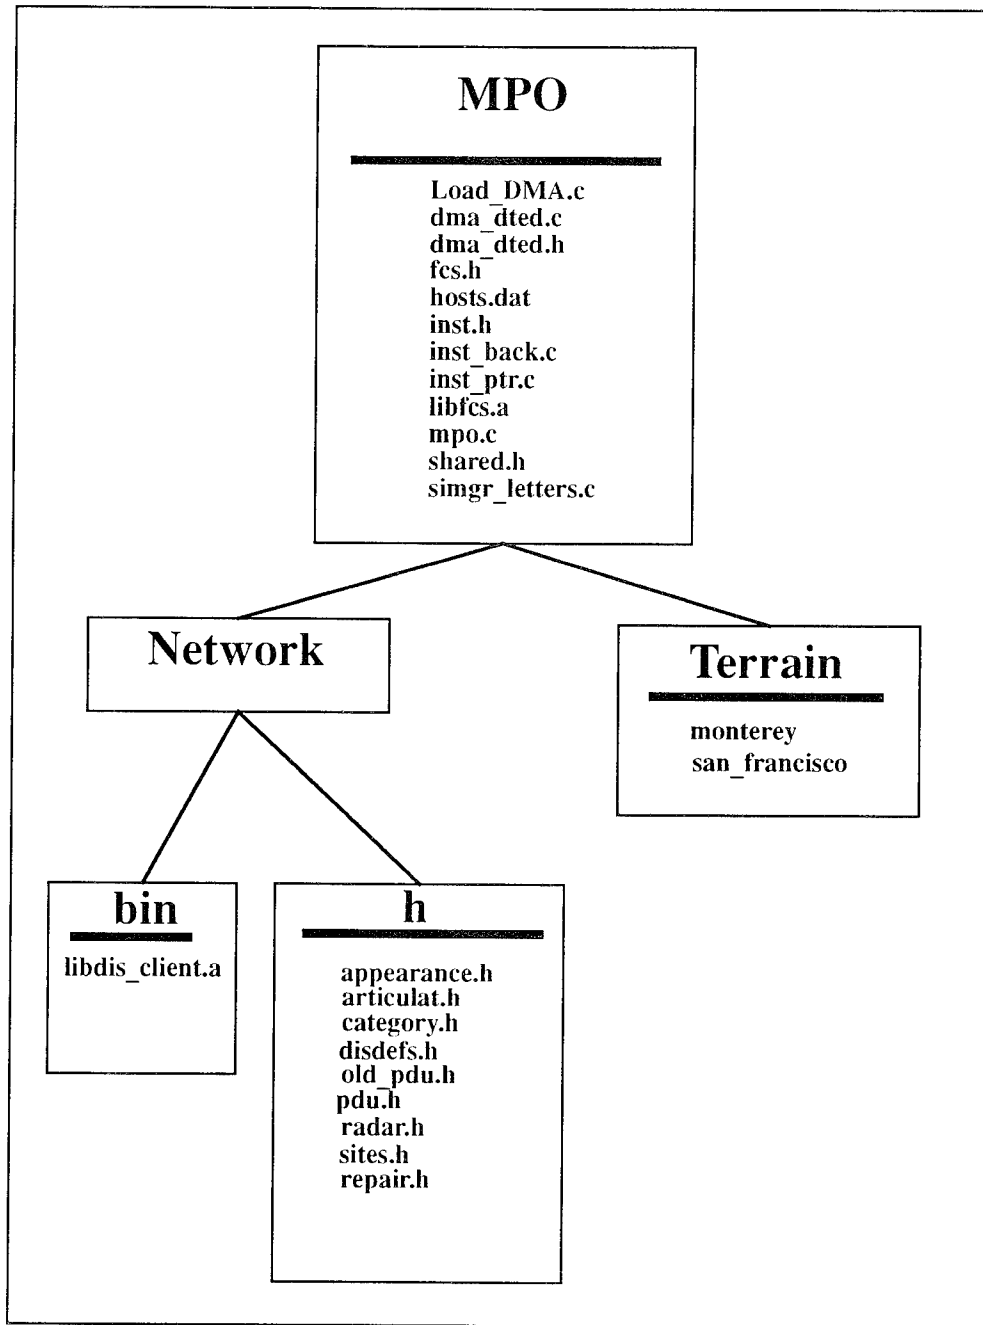 MPO
Load_DMA.c
dma_dted.c
dma_dted.h
fcs.h
hosts.dat
inst.h
inst_back.c
inst_ptr.c
libfcs.a
mpo.c
shared.h
simgr_letters.c
Network
Terrain
monterey
san_francisco
bin
libdis_client.a
h
appearance.h
articulat.h
category.h
disdefs.h
old_pdu.h
pdu.h
radar.h
sites.h
repair.h